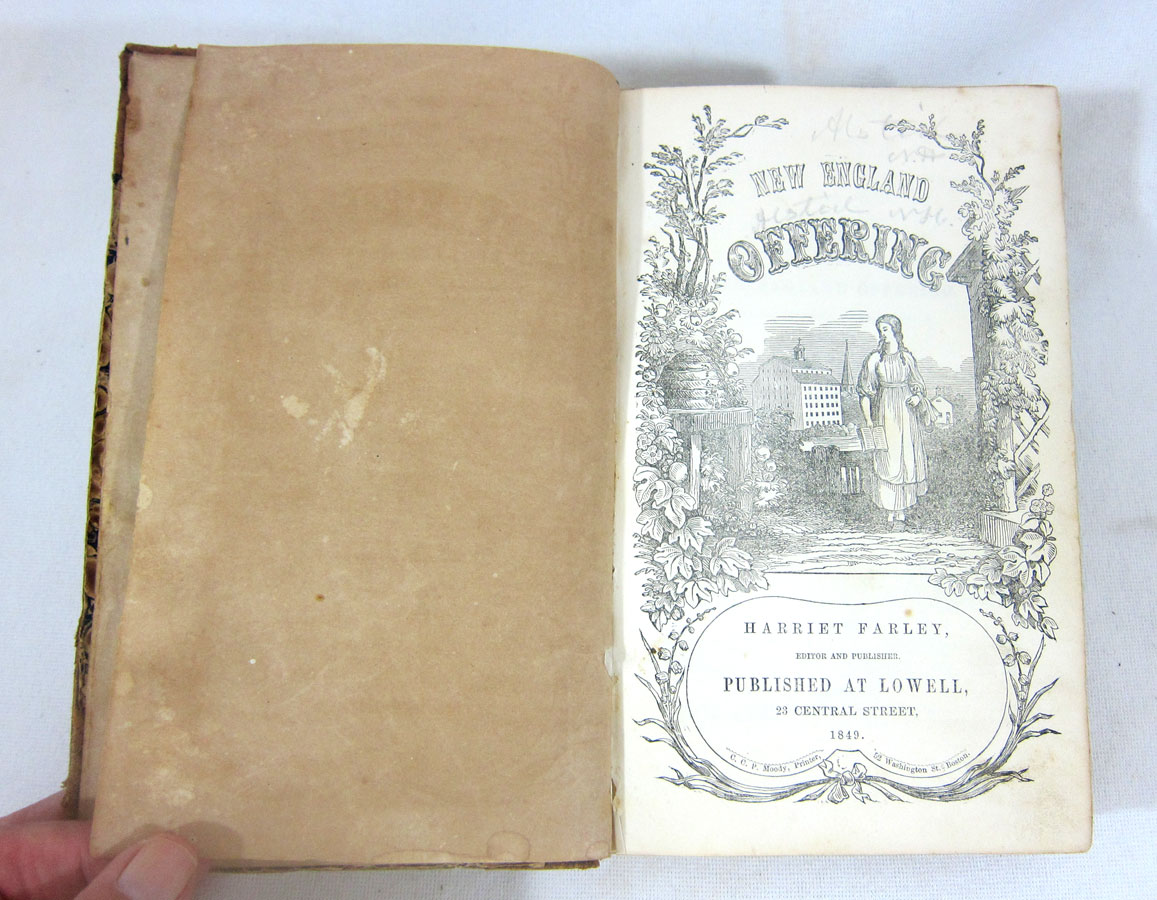 N.H.
NEW ENGLAND
N.H.
OFFERING
HARRIET FARLEY,
EDITOR AND PUBLISHER.
PUBLISHED AT LOWELL,
23 CENTRAL STREET,
1849.
C. C. P. Moody, Printer, 52 Washington St., Boston.